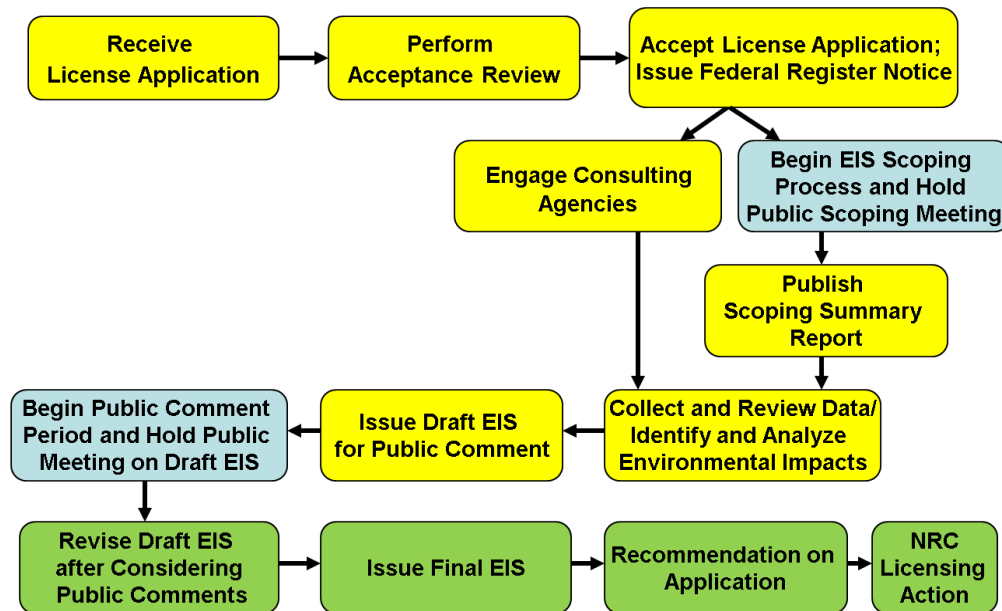 Receive
License Application
Perform
Acceptance Review
Accept License Application;
Issue Federal Register Notice
Engage Consulting
Agencies
Begin EIS Scoping
Process and Hold
Public Scoping Meeting
Publish
Scoping Summary
Report
Collect and Review Data/
Identify and Analyze
Environmental Impacts
Issue Draft EIS
for Public Comment
Begin Public Comment
Period and Hold Public
Meeting on Draft EIS
Revise Draft EIS
after Considering
Public Comments
Issue Final EIS
Recommendation on
Application
NRC
Licensing
Action